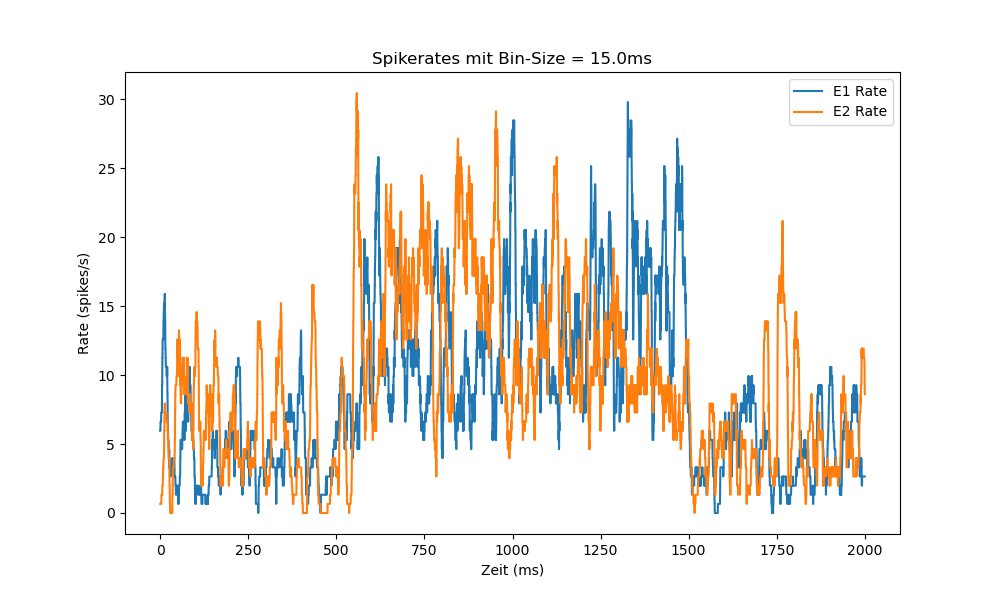 Spikerates mit Bin-Size = 15.0ms
E1 Rate
E2 Rate
30
25
20
15
10
5
0
Rate (spikes/s)
0 250 500 750 1000 1250 1500 1750 2000
Zeit (ms)